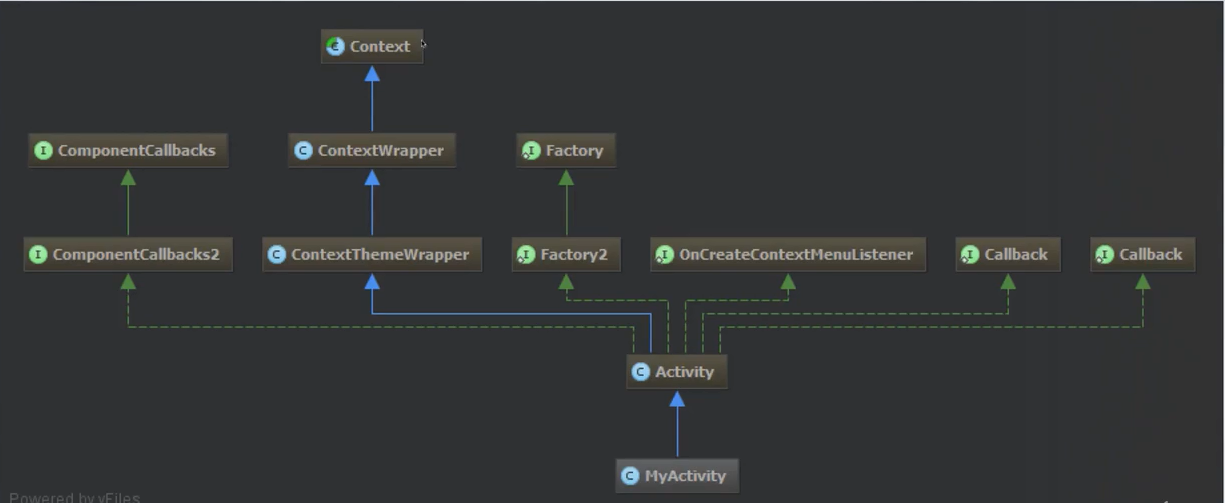 Context
ComponentCallbacks
ContextWrapper
Factory
ComponentCallbacks2
ContextThemeWrapper
Factory2
OnCreateContextMenuListener
Callback
Callback
Activity
MyActivity
Powered by yFiles